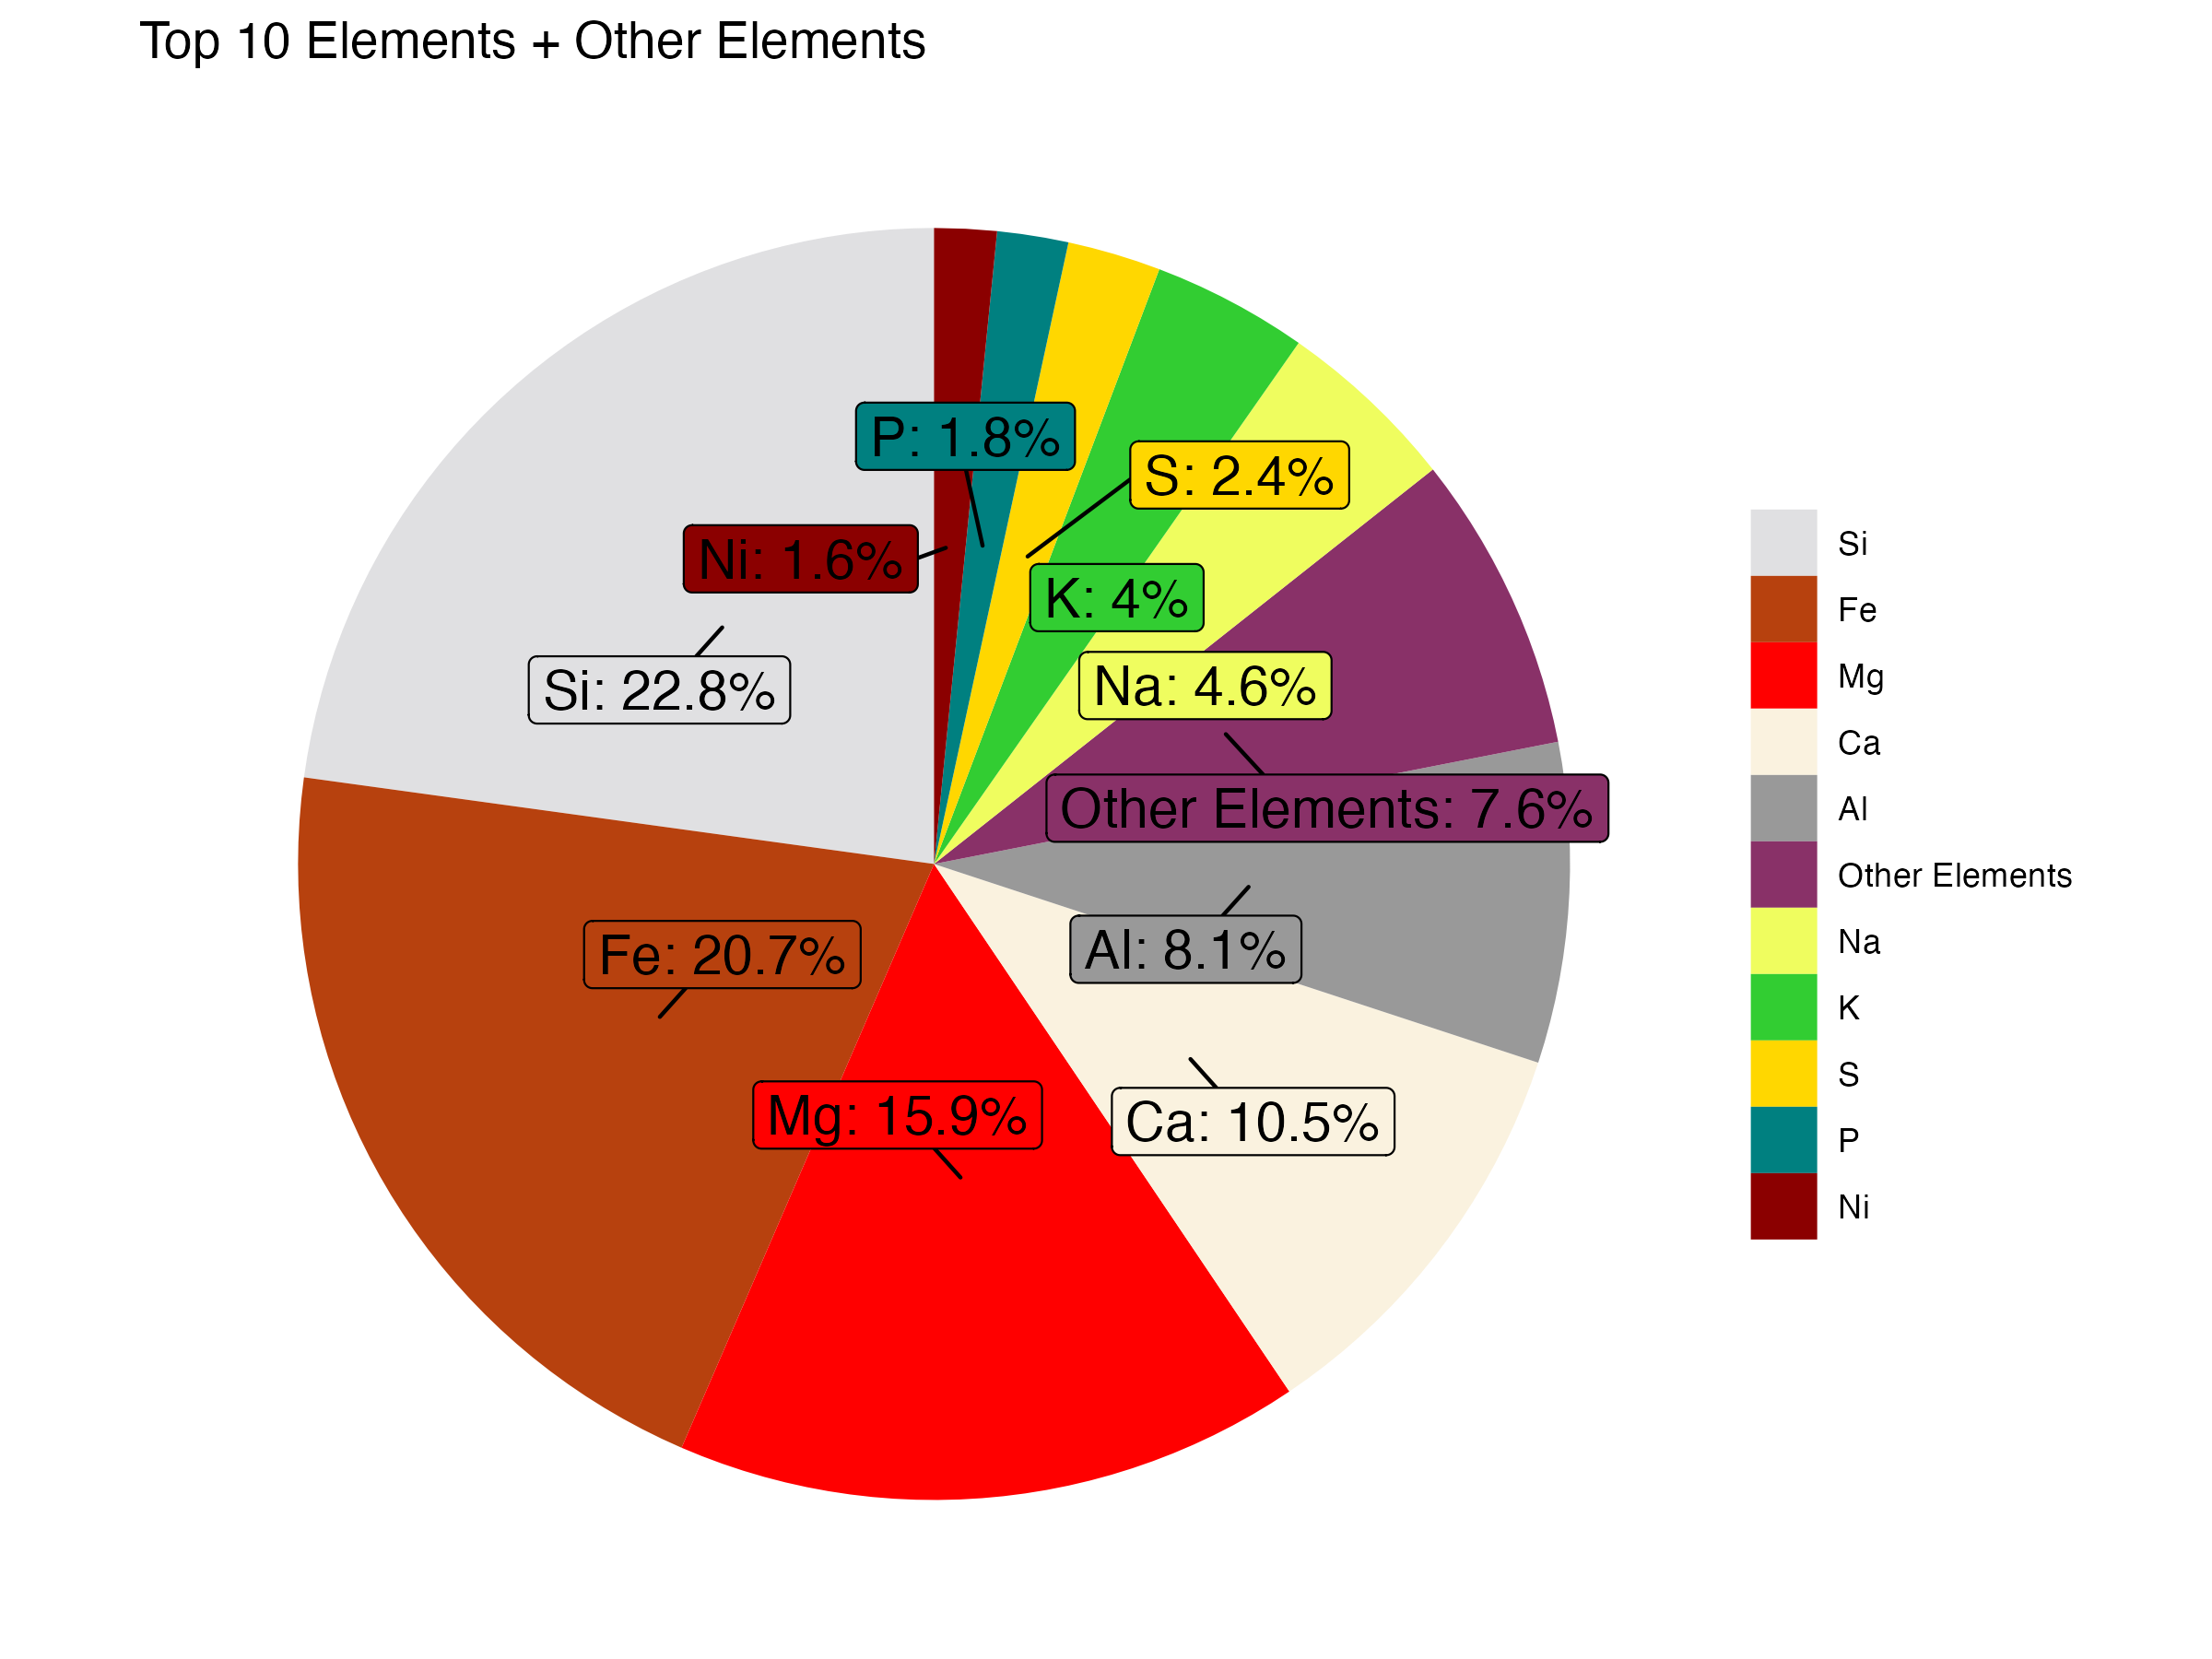 Top 10 Elements + Other Elements
P: 1.8%
S: 2.4%
Ni: 1.6%
K: 4%
Si: 22.8%
Na: 4.6%
Other Elements: 7.6%
Fe: 20.7%
Al: 8.1%
Mg: 15.9%
Ca: 10.5%
Si
Fe
Mg
Ca
Al
Other Elements
Na
K
S
P
Ni